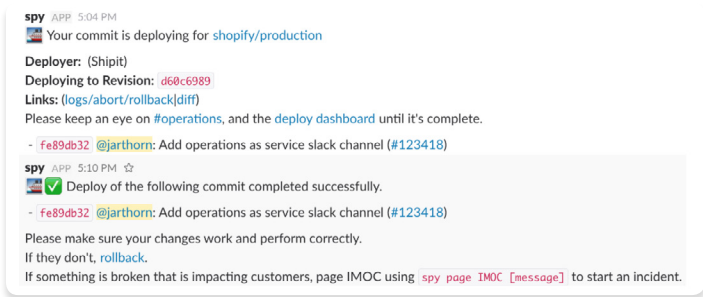 spy APP 5:04 PM
Your commit is deploying for shopify/production
Deployer: (Shipit)
Deploying to Revision: d60c6989
Links: (logs/abort/rollback|diff)
Please keep an eye on #operations, and the deploy dashboard until it's complete.
- fe89db32 @jarthorn: Add operations as service slack channel (#123418)
spy APP 5:10 PM
Deploy of the following commit completed successfully.
- fe89db32 @jarthorn: Add operations as service slack channel (#123418)
Please make sure your changes work and perform correctly.
If they don't, rollback.
If something is broken that is impacting customers, page IMOC using spy page IMOC [message] to start an incident.